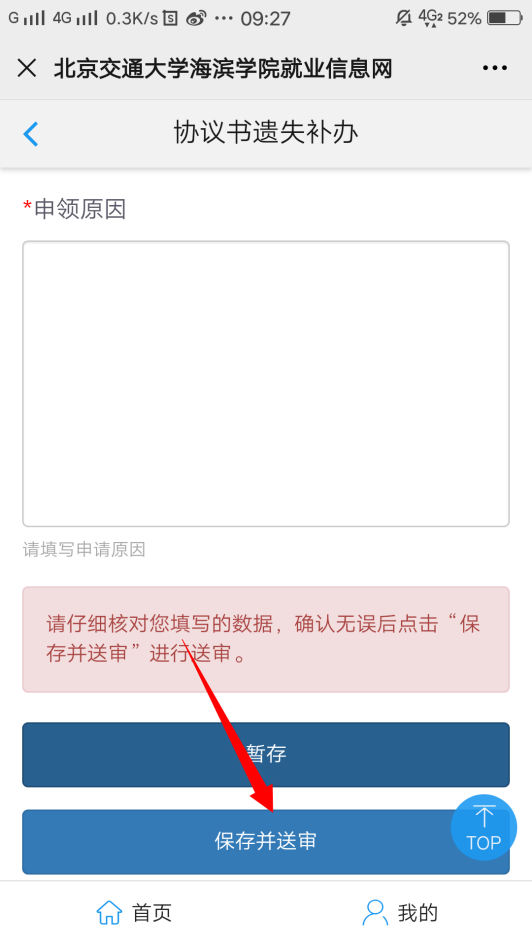 G 4G 0.3K/s ··· 09:27 4G2 52%
北京交通大学海滨学院就业信息网
协议书遗失补办
*申领原因
请填写申请原因
请仔细核对您填写的数据，确认无误后点击“保
存并送审”进行送审。
暂存
保存并送审
TOP
首页 我的